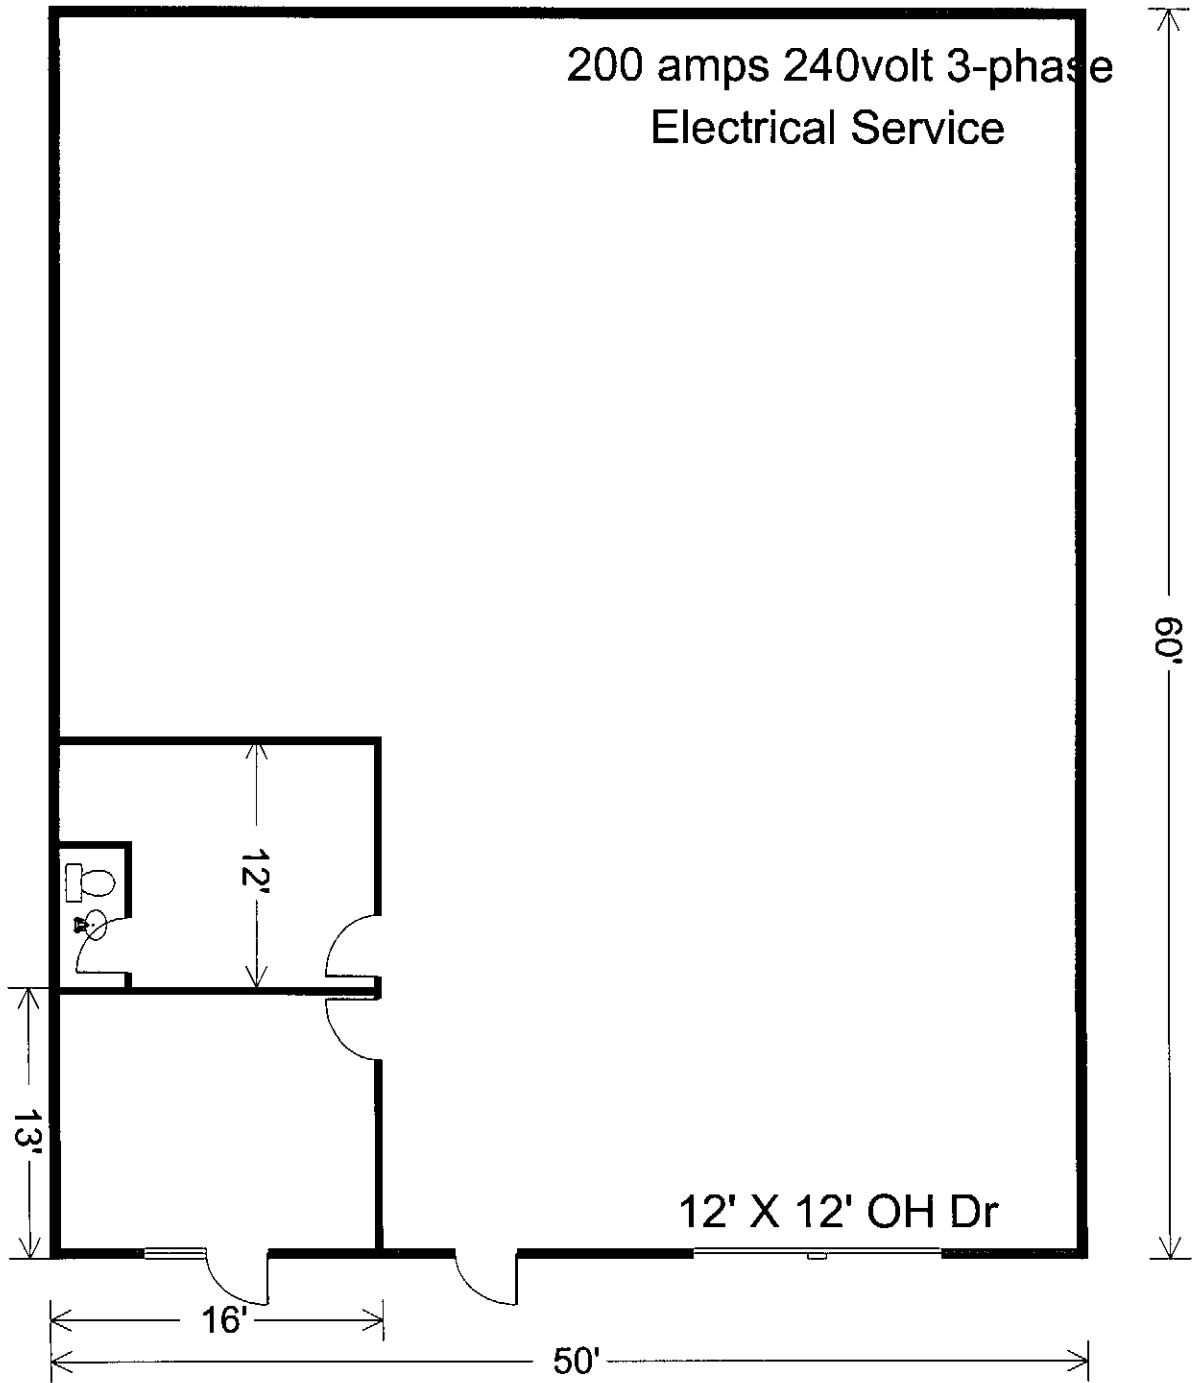 200 amps 240volt 3-phase
Electrical Service
60'
12'
13'
12' X 12' OH Dr
16'
50'